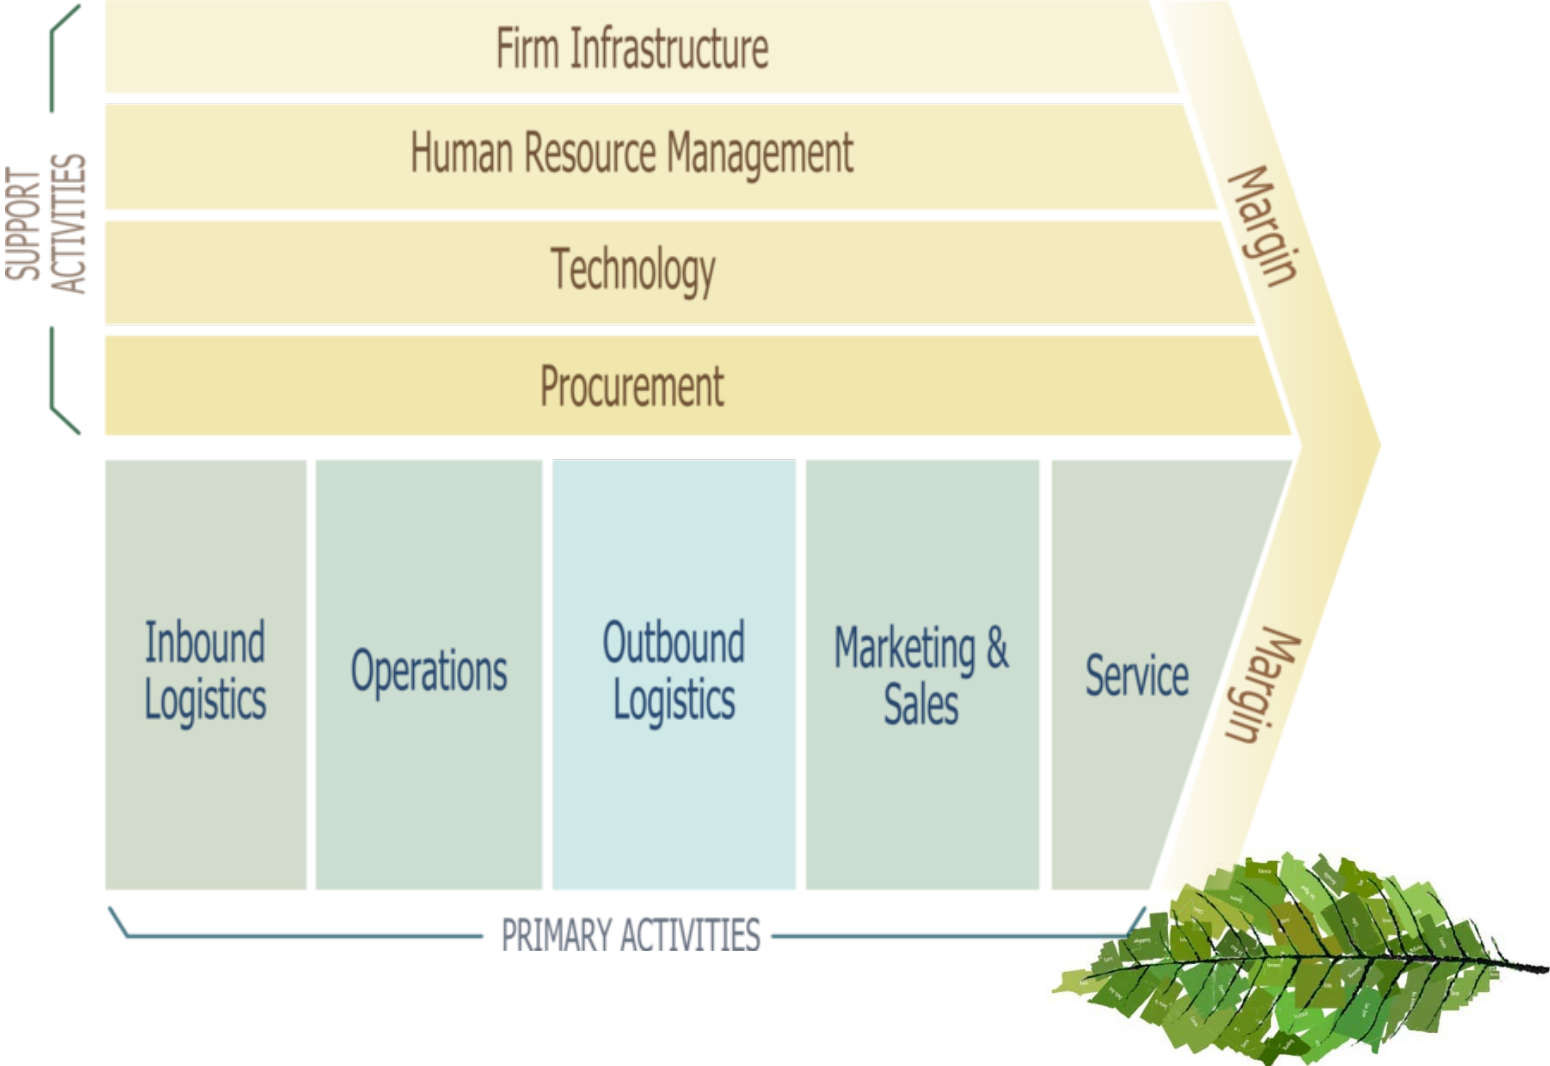 SUPPORT
ACTIVITIES
Firm Infrastructure
Human Resource Management
Technology
Procurement
Margin
Inbound
Logistics
Operations
Outbound
Logistics
Marketing &
Sales
Service
Margin
PRIMARY ACTIVITIES